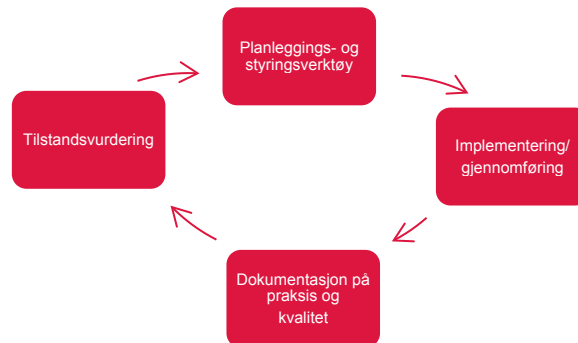 Planleggings- og
styringsverktøy
Tilstandsvurdering
Implementering/
gjennomføring
Dokumentasjon på
praksis og
kvalitet